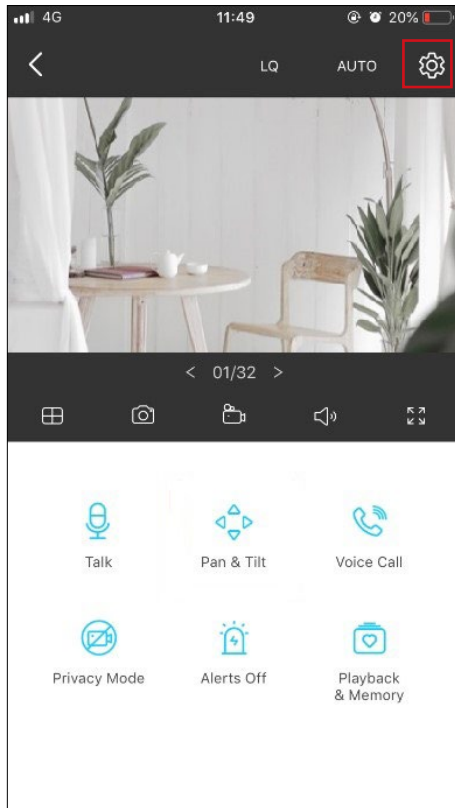 4G 11:49 20%
LQ AUTO
< 01/32 >
Talk Pan & Tilt Voice Call
Privacy Mode Alerts Off Playback
& Memory